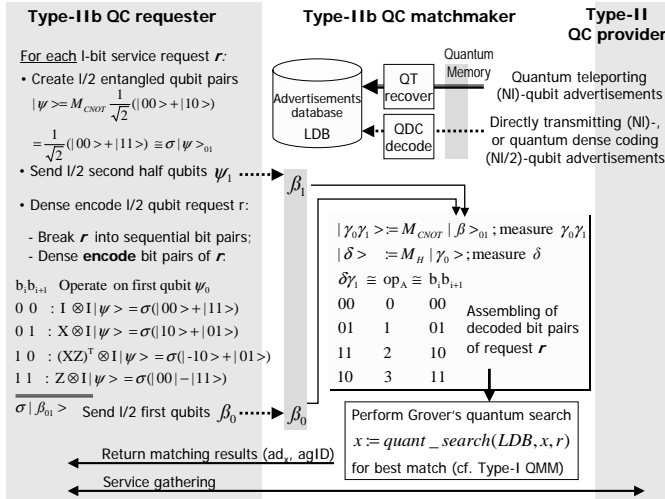 Type-IIb QC requester
Type-IIb QC matchmaker
Type-II
QC provider
For each l-bit service request r:
• Create l/2 entangled qubit pairs
|ψ>= M_CNOT 1/√2 (|00>+|10>)
= 1/√2 (|00>+|11>) ≅ σ|ψ>_01
• Send l/2 second half qubits ψ_1
• Dense encode l/2 qubit request r:
- Break r into sequential bit pairs;
- Dense encode bit pairs of r:
b_i b_{i+1} Operate on first qubit ψ_0
0 0 : I ⊗ I|ψ> = σ(|00>+|11>)
0 1 : X ⊗ I|ψ> = σ(|10>+|01>)
1 0 : (XZ)^T ⊗ I|ψ> = σ(|-10>+|01>)
1 1 : Z ⊗ I|ψ> = σ(|00|−|11>)
σ|β_01> Send l/2 first qubits β_0
Advertisements
database
LDB
QT
recover
QDC
decode
Quantum
Memory
Quantum teleporting
(Nl)-qubit advertisements
Directly transmitting (Nl)-,
or quantum dense coding
(Nl/2)-qubit advertisements
β_1
β_0
|γ_0γ_1> := M_CNOT |β>_01 ; measure γ_0γ_1
|δ> := M_H |γ_0> ; measure δ
δγ_1 ≅ op_A ≅ b_i b_{i+1}
00 0 00
01 1 01
11 2 10
10 3 11
Assembling of
decoded bit pairs
of request r
Perform Grover's quantum search
x := quant_search(LDB, x, r)
for best match (cf. Type-I QMM)
Return matching results (ad_x, agID)
Service gathering